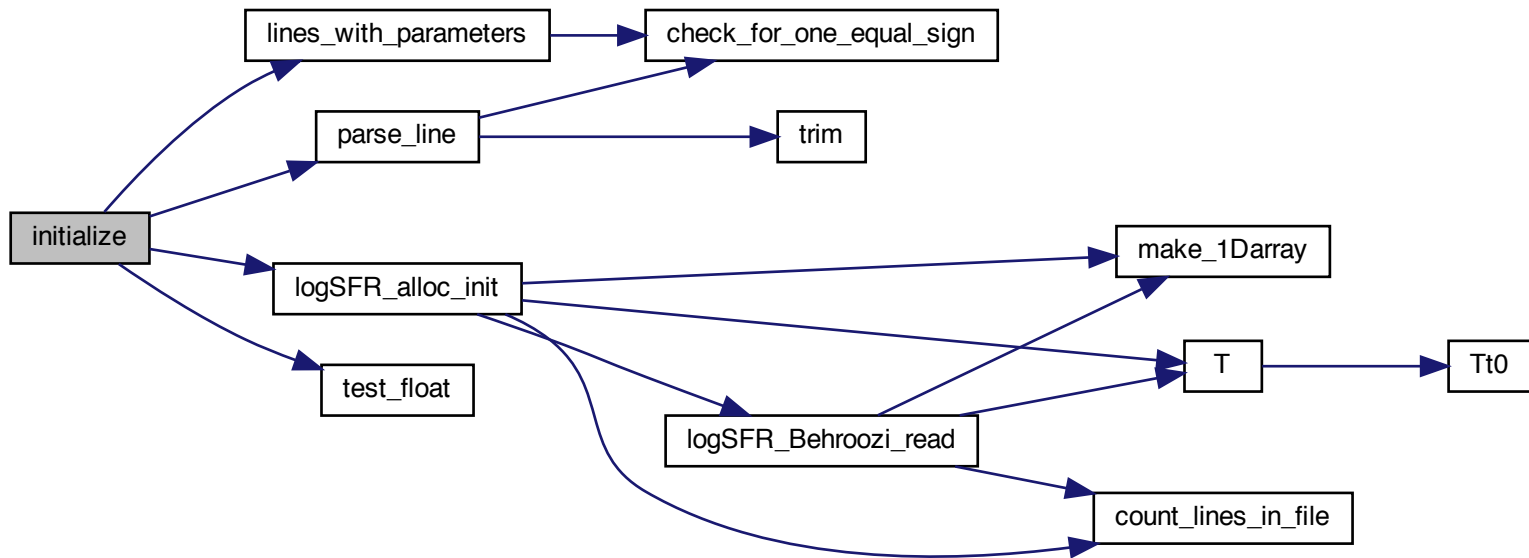 lines_with_parameters
check_for_one_equal_sign
parse_line
trim
initialize
make_1Darray
logSFR_alloc_init
T
Tt0
test_float
logSFR_Behroozi_read
count_lines_in_file